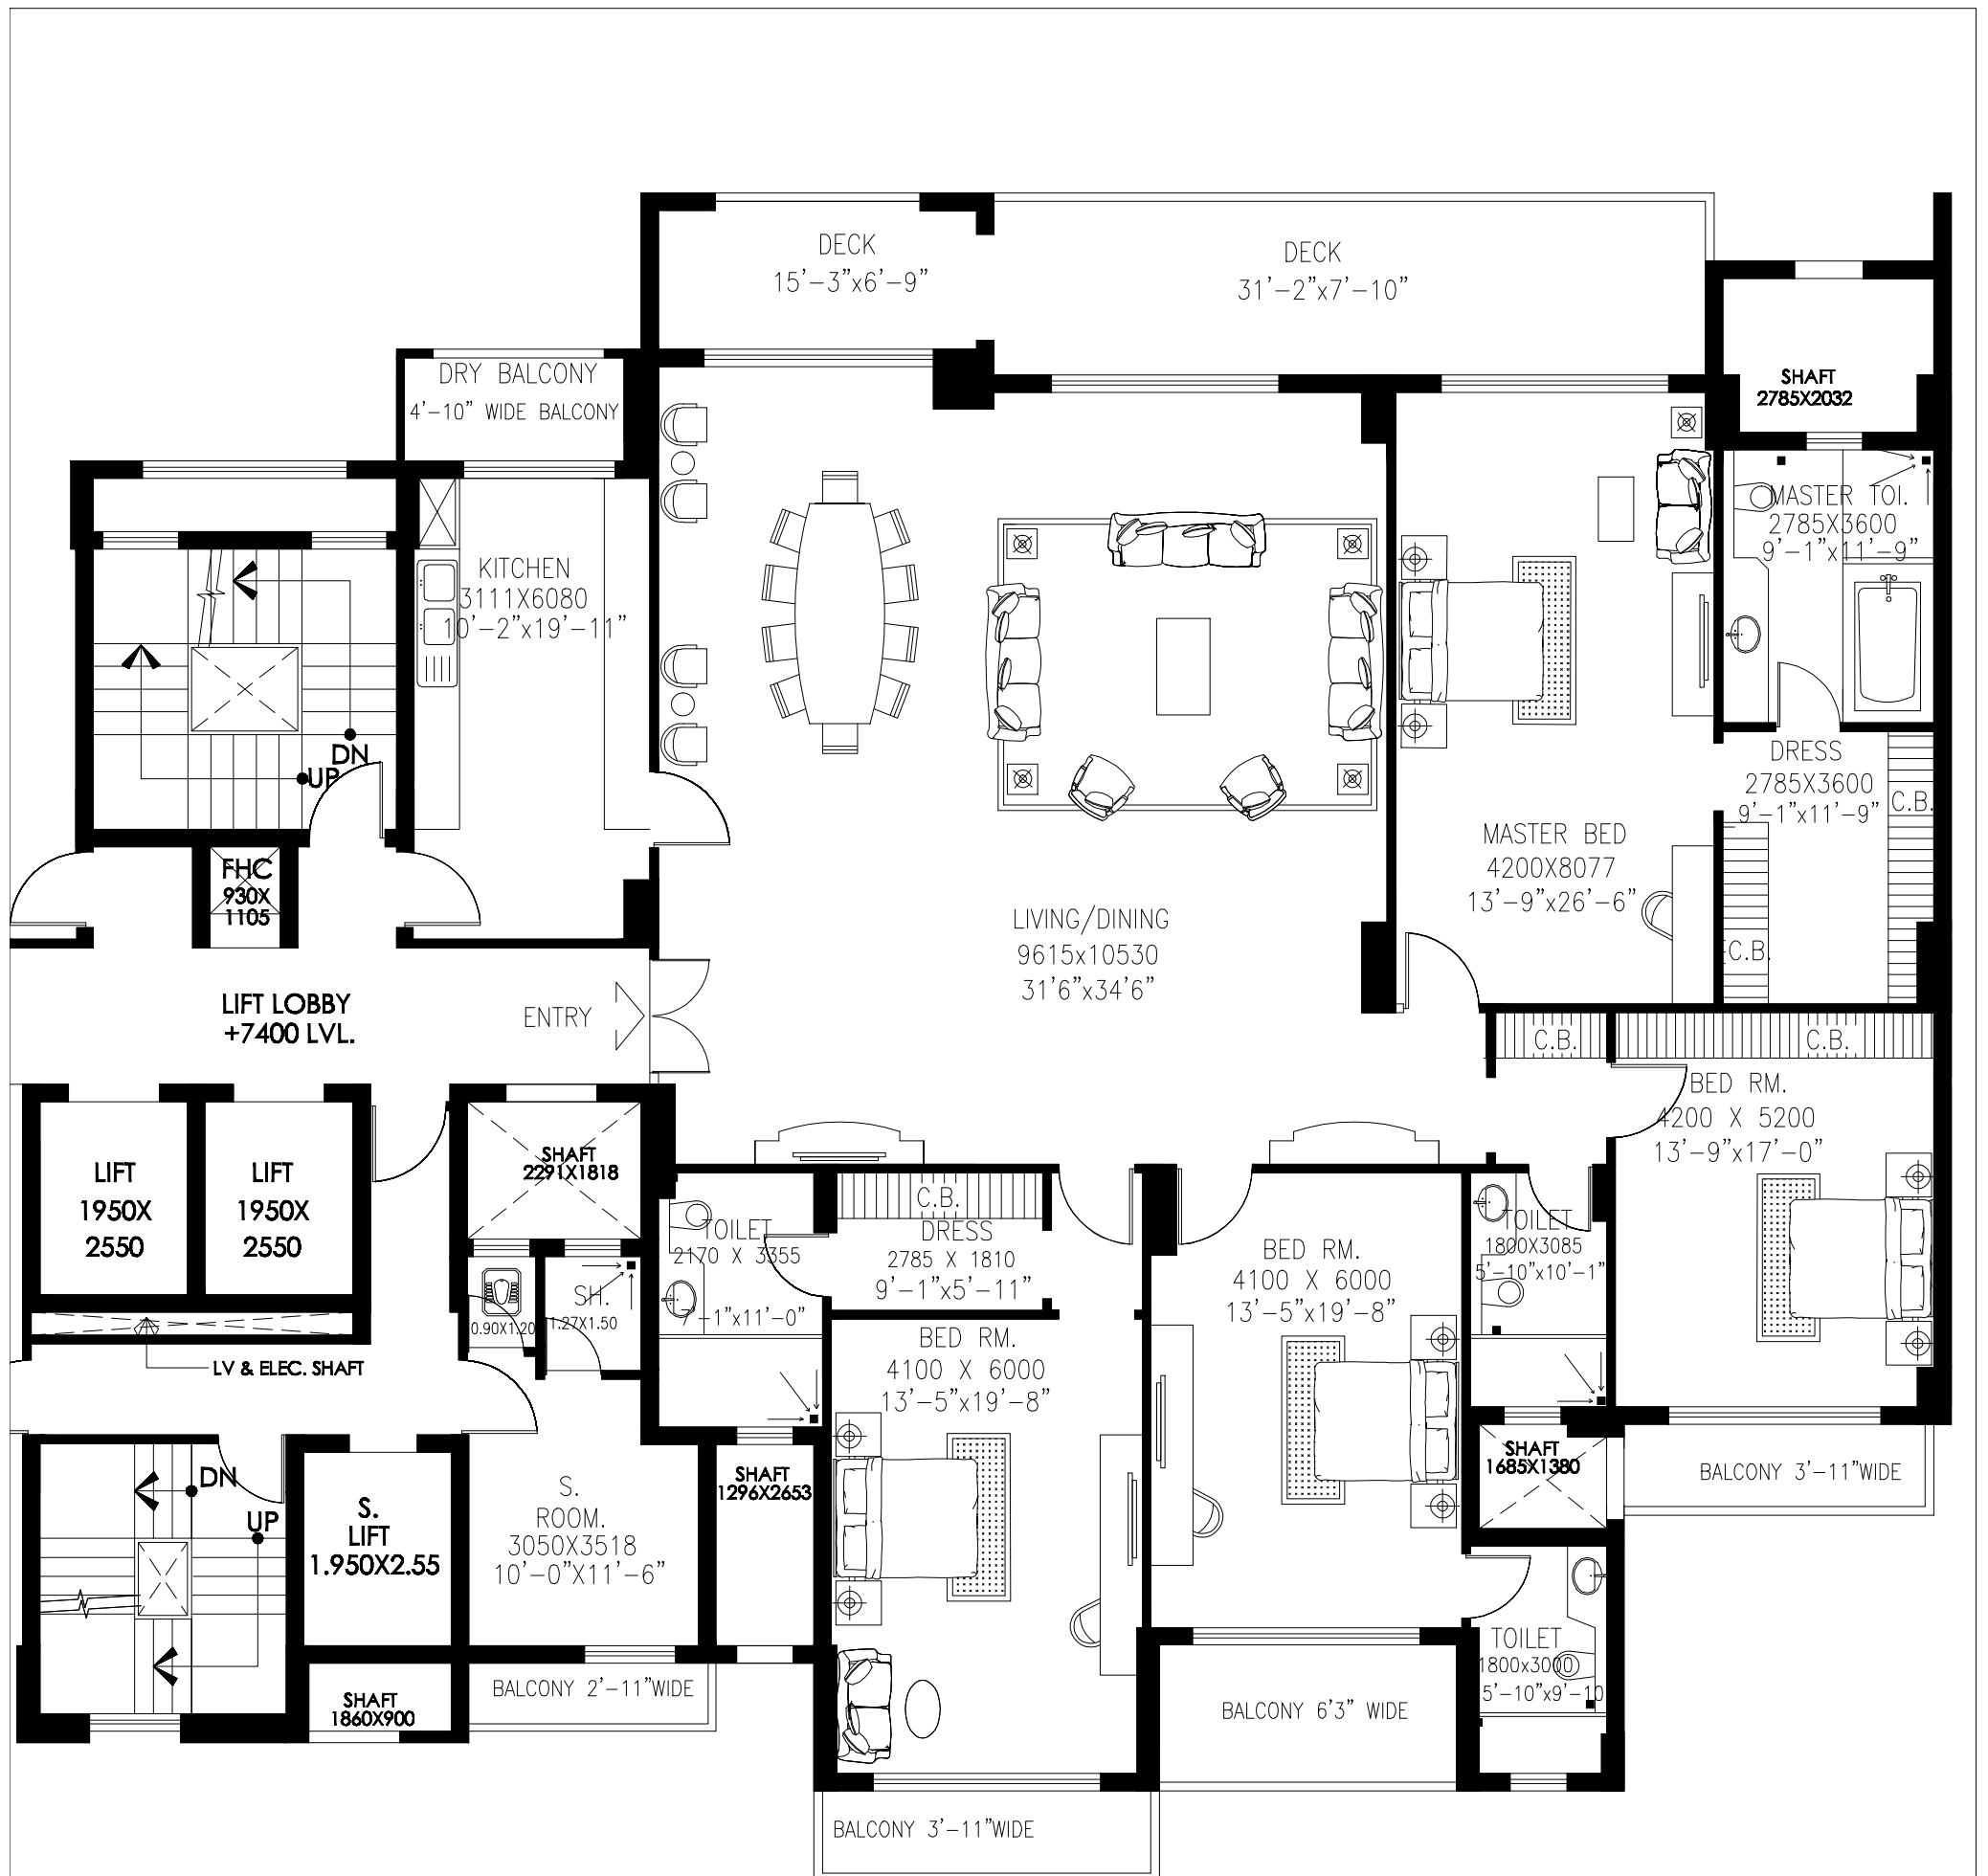 DECK
15'-3"x6'-9"
DECK
31'-2"x7'-10"
DRY BALCONY
4'-10" WIDE BALCONY
SHAFT
2785X2032
MASTER TOI.
2785X3600
9'-1"x11'-9"
KITCHEN
3111X6080
10'-2"x19'-11"
DN
UP
DRESS
2785X3600
9'-1"x11'-9"
C.B.
C.B.
MASTER BED
4200X8077
13'-9"x26'-6"
FHC
930X
1105
LIVING/DINING
9615x10530
31'6"x34'6"
LIFT LOBBY
+7400 LVL.
ENTRY
C.B.
C.B.
BED RM.
4200 X 5200
13'-9"x17'-0"
LIFT
1950X
2550
LIFT
1950X
2550
SHAFT
2291X1818
C.B.
TOILET
2170 X 3355
7'-1"x11'-0"
DRESS
2785 X 1810
9'-1"x5'-11"
BED RM.
4100 X 6000
13'-5"x19'-8"
TOILET
1800X3085
5'-10"x10'-1"
0.90X1.20
SH.
1.27X1.50
LV & ELEC. SHAFT
BED RM.
4100 X 6000
13'-5"x19'-8"
DN
UP
S.
LIFT
1.950X2.55
S.
ROOM.
3050X3518
10'-0"X11'-6"
SHAFT
1296X2653
SHAFT
1685X1380
BALCONY 3'-11"WIDE
TOILET
1800x3000
5'-10"x9'-10
SHAFT
1860X900
BALCONY 2'-11"WIDE
BALCONY 6'3" WIDE
BALCONY 3'-11"WIDE